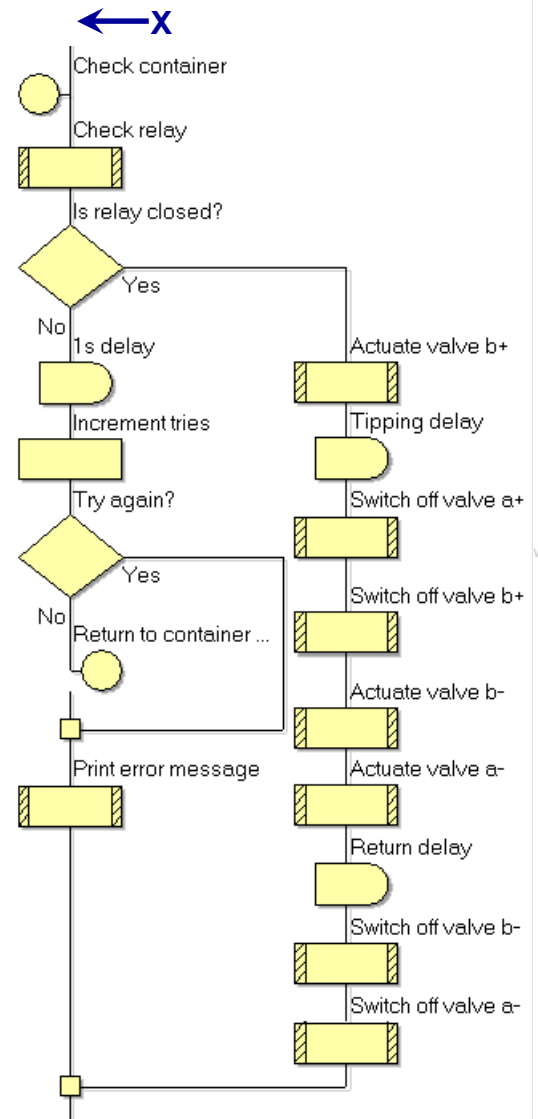 X
Check container
Check relay
Is relay closed?
Yes
No
1s delay
Increment tries
Try again?
Yes
No
Return to container ...
Print error message
Actuate valve b+
Tipping delay
Switch off valve a+
Switch off valve b+
Actuate valve b-
Actuate valve a-
Return delay
Switch off valve b-
Switch off valve a-